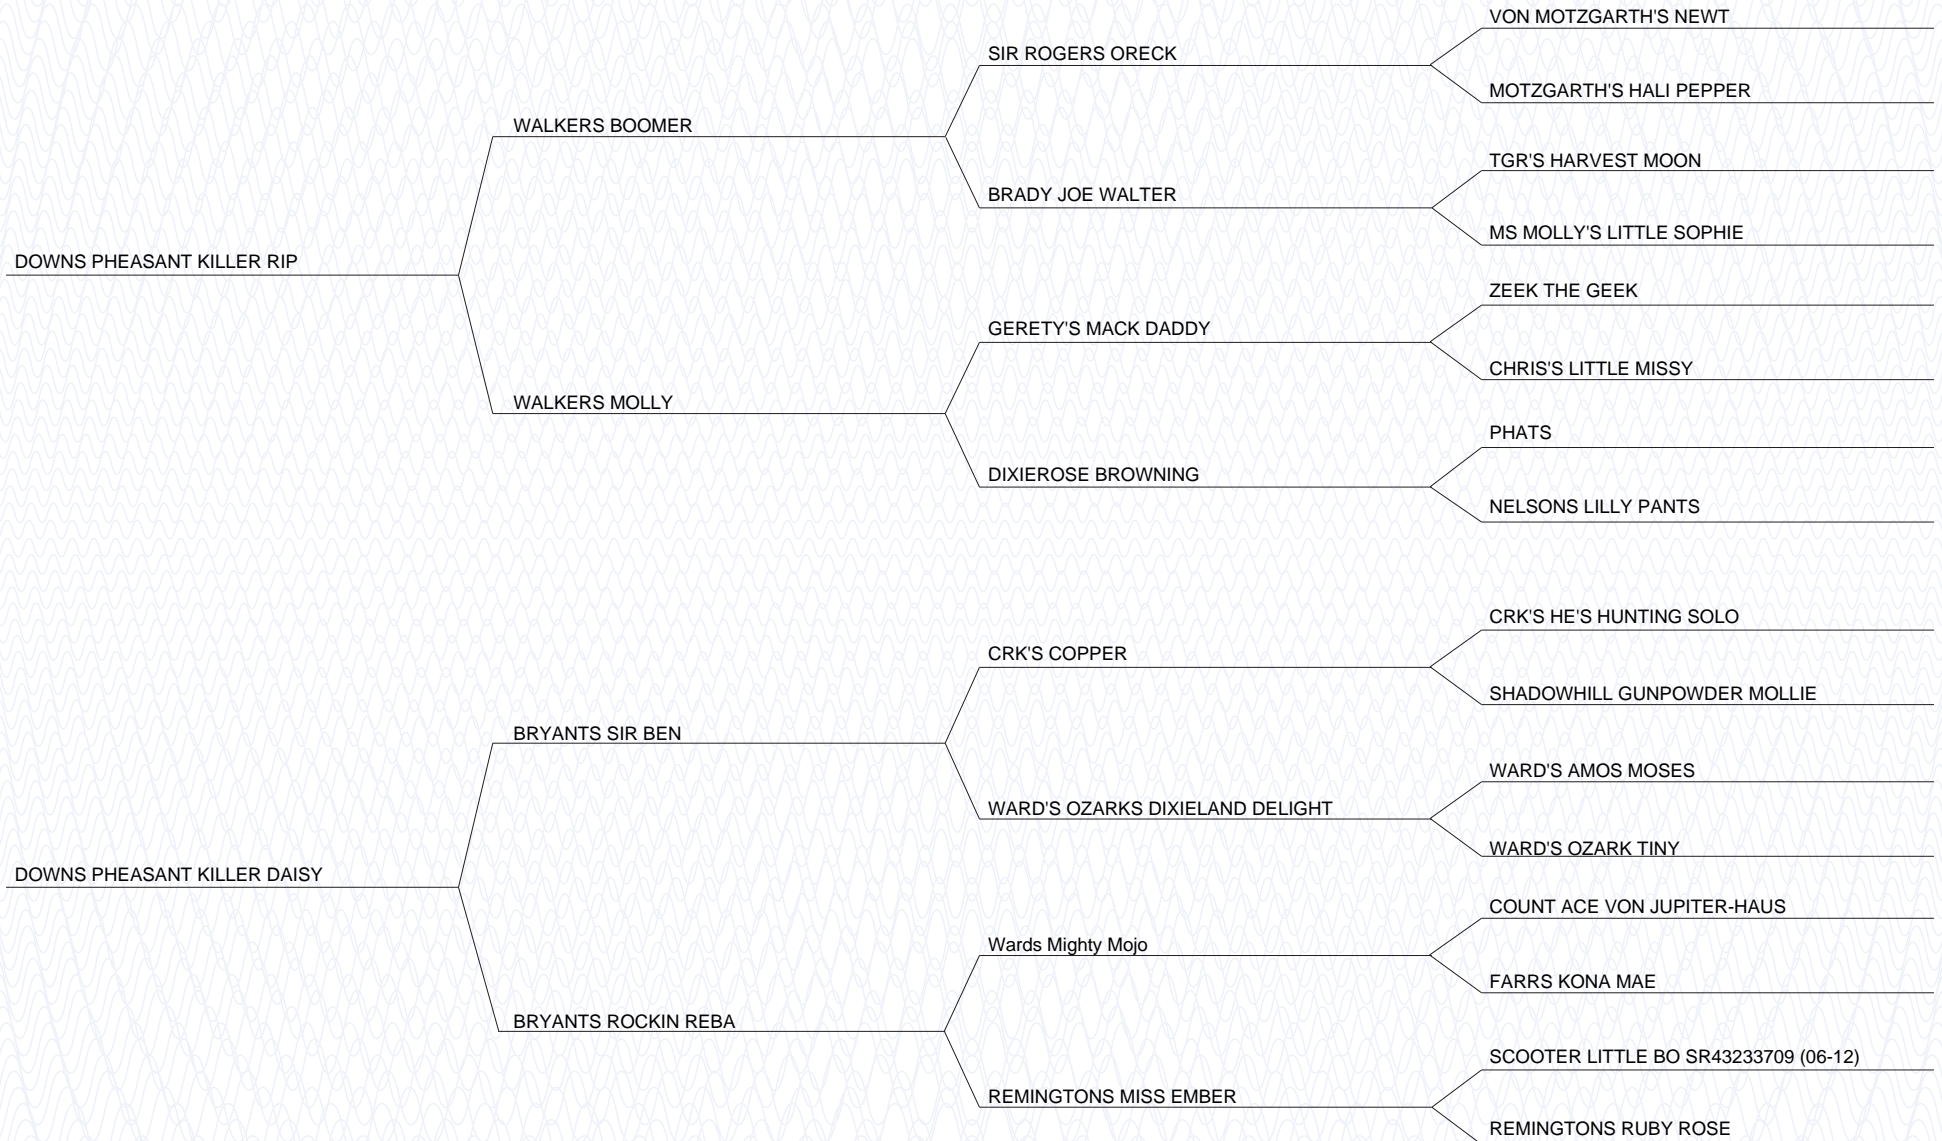 VON MOTZGARTH'S NEWT
SIR ROGERS ORECK
MOTZGARTH'S HALI PEPPER
WALKERS BOOMER
TGR'S HARVEST MOON
BRADY JOE WALTER
MS MOLLY'S LITTLE SOPHIE
DOWNS PHEASANT KILLER RIP
ZEEK THE GEEK
GERETY'S MACK DADDY
CHRIS'S LITTLE MISSY
WALKERS MOLLY
PHATS
DIXIEROSE BROWNING
NELSONS LILLY PANTS
CRK'S HE'S HUNTING SOLO
CRK'S COPPER
SHADOWHILL GUNPOWDER MOLLIE
BRYANTS SIR BEN
WARD'S AMOS MOSES
WARD'S OZARKS DIXIELAND DELIGHT
WARD'S OZARK TINY
DOWNS PHEASANT KILLER DAISY
COUNT ACE VON JUPITER-HAUS
Wards Mighty Mojo
FARRS KONA MAE
BRYANTS ROCKIN REBA
SCOOTER LITTLE BO SR43233709 (06-12)
REMINGTONS MISS EMBER
REMINGTONS RUBY ROSE